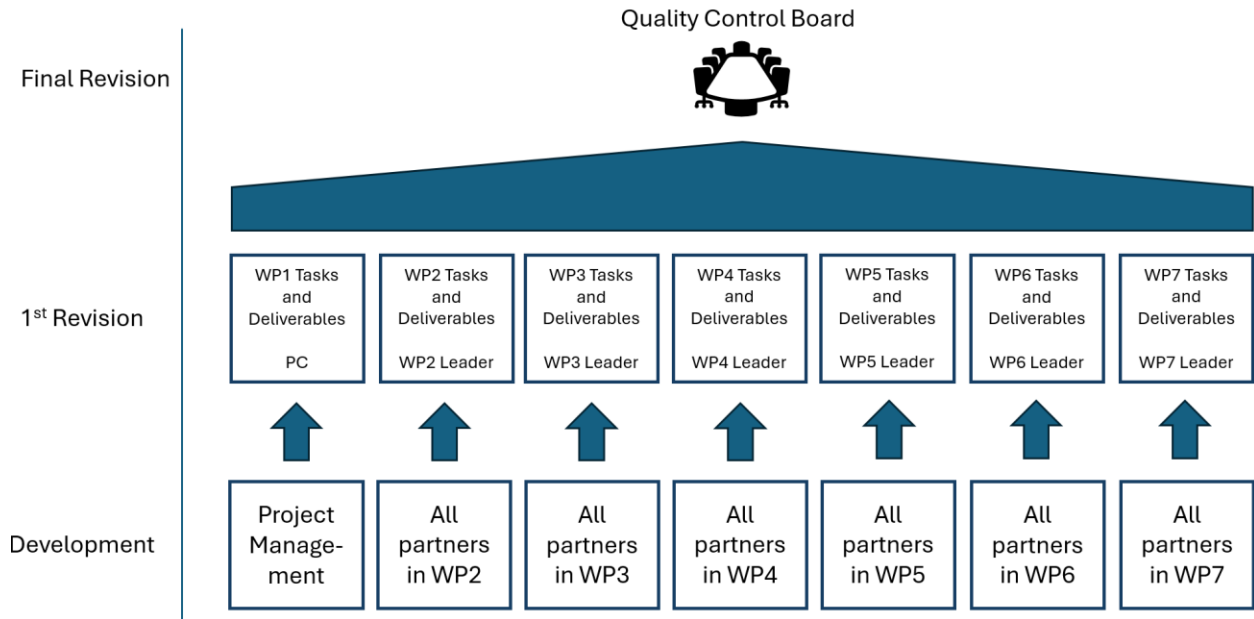 Quality Control Board
Final Revision
1st Revision
WP1 Tasks
and
Deliverables
PC
WP2 Tasks
and
Deliverables
WP2 Leader
WP3 Tasks
and
Deliverables
WP3 Leader
WP4 Tasks
and
Deliverables
WP4 Leader
WP5 Tasks
and
Deliverables
WP5 Leader
WP6 Tasks
and
Deliverables
WP6 Leader
WP7 Tasks
and
Deliverables
WP7 Leader
Development
Project
Manage-
ment
All
partners
in WP2
All
partners
in WP3
All
partners
in WP4
All
partners
in WP5
All
partners
in WP6
All
partners
in WP7